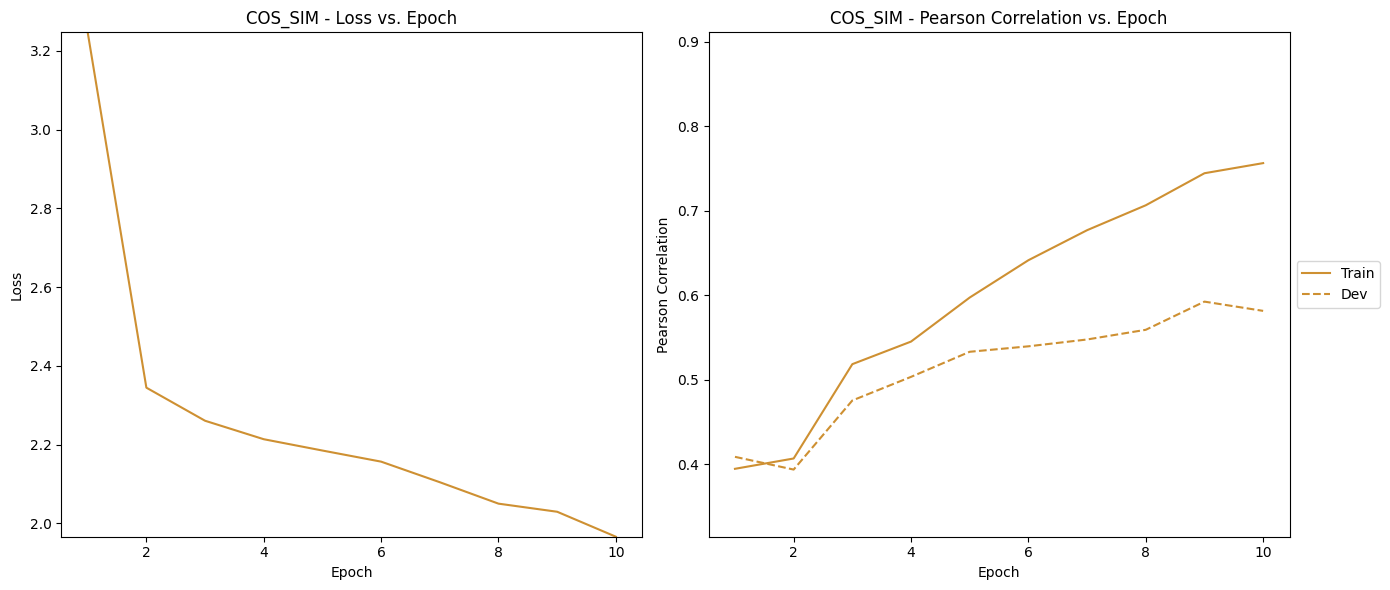 COS_SIM - Loss vs. Epoch
3.2
3.0
2.8
2.6
2.4
2.2
2.0
Loss
2 4 6 8 10
Epoch
COS_SIM - Pearson Correlation vs. Epoch
0.9
0.8
0.7
0.6
0.5
0.4
Pearson Correlation
2 4 6 8 10
Epoch
Train
Dev